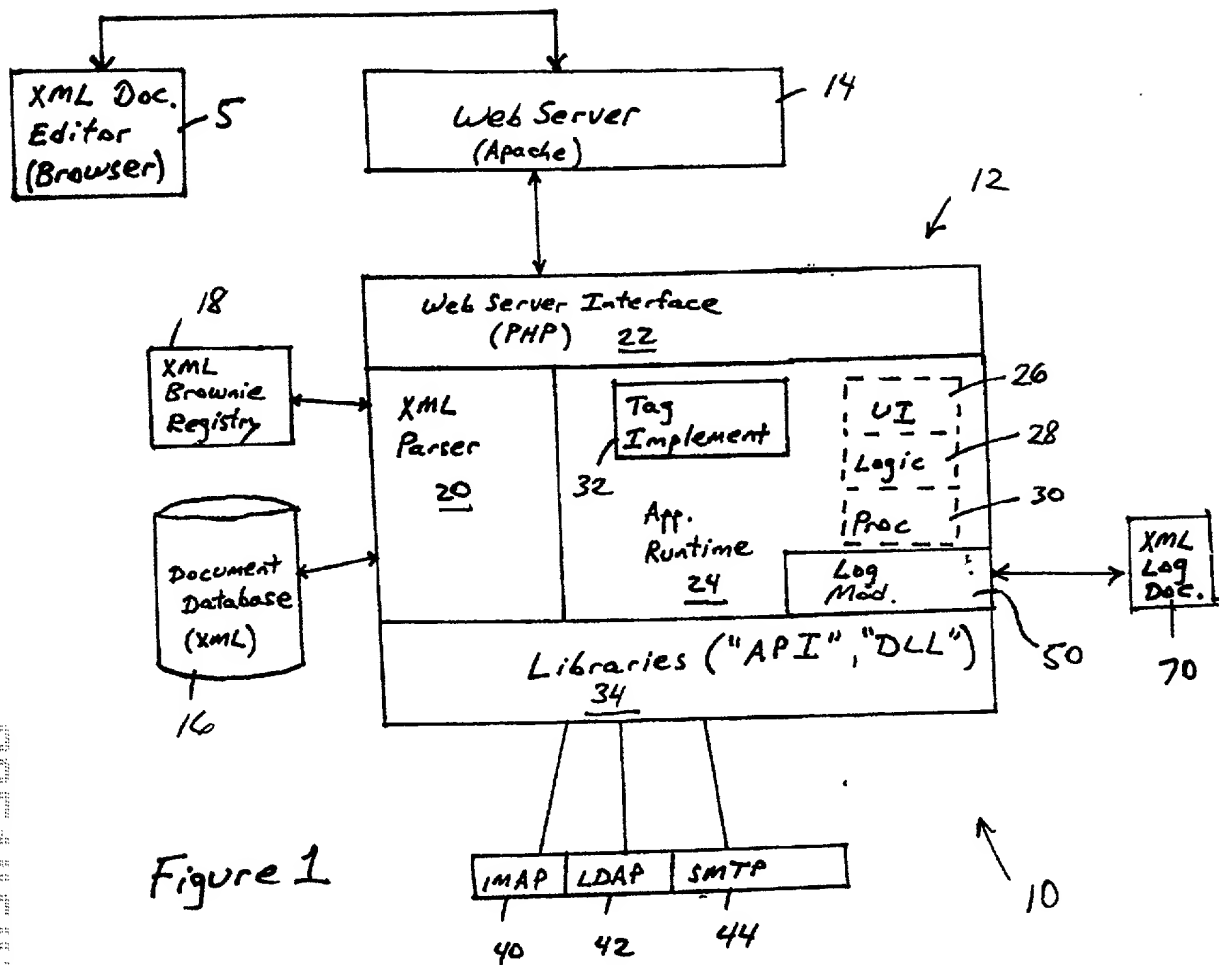 XML Doc.
Editor
(Browser)
5
Web Server
(Apache)
14
12
Web Server Interface
(PHP) 22
18
XML
Brownie
Registry
XML
Parser
20
Tag
Implement
32
UI
26
Logic
28
Proc
30
App.
Runtime
24
Log
Mod.
50
XML
Log
Doc.
70
Document
Database
(XML)
16
Libraries ("API", "DLL")
34
IMAP LDAP SMTP
40 42 44
10
Figure 1